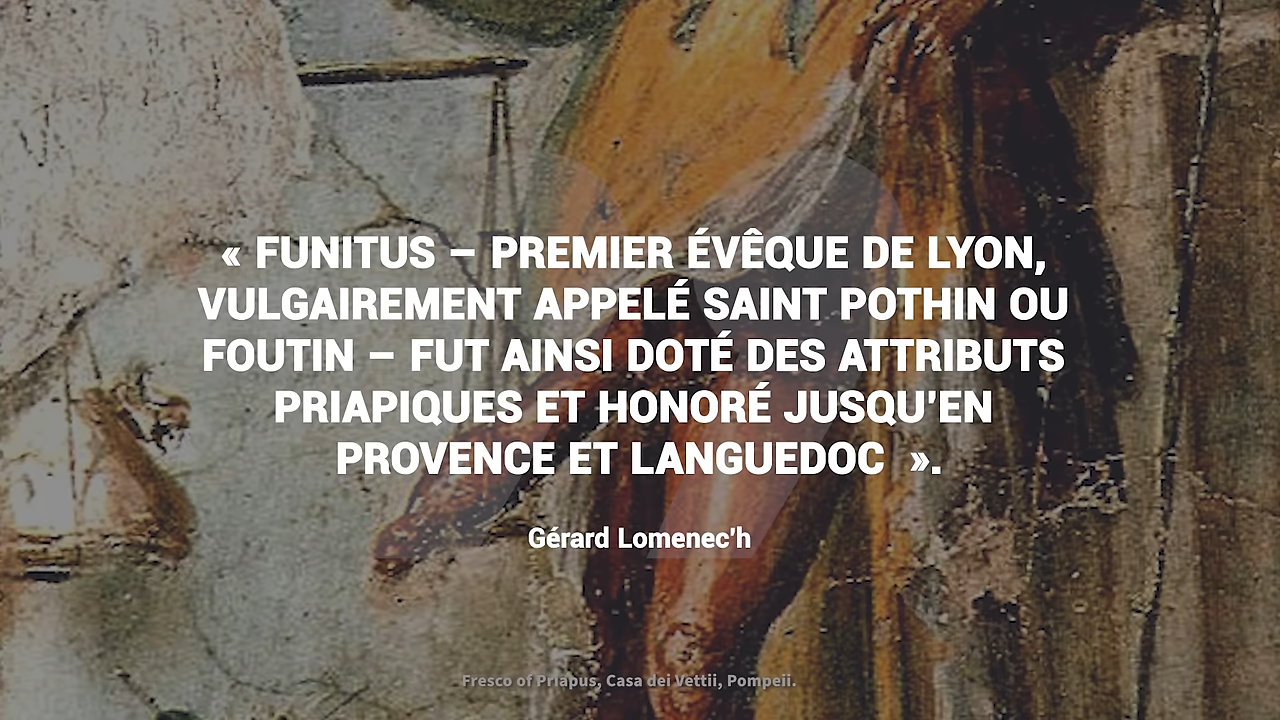 « FUNITUS – PREMIER ÉVÊQUE DE LYON,
VULGAIREMENT APPELÉ SAINT POTHIN OU
FOUTIN – FUT AINSI DOTÉ DES ATTRIBUTS
PRIAPIQUES ET HONORÉ JUSQU'EN
PROVENCE ET LANGUEDOC ».
Gérard Lomenec'h
Fresco of Priapus, Casa dei Vettii, Pompeii.